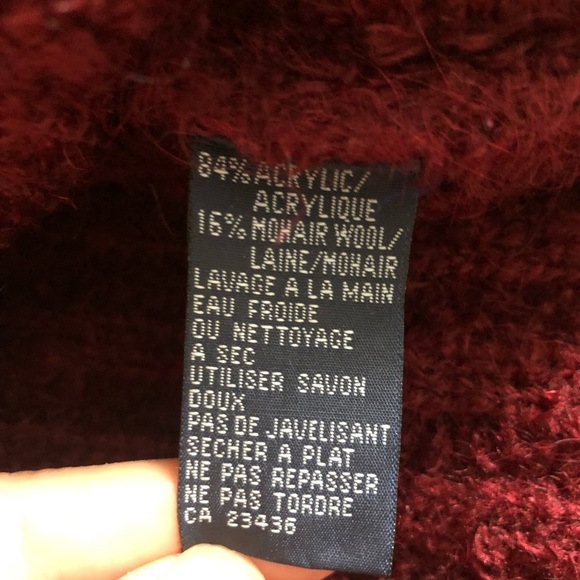 84% ACRYLIC/
ACRYLIQUE
16% MOHAIR WOOL/
LAINE/MOHAIR
LAVAGE A LA MAIN
EAU FROIDE
OU NETTOYAGE
A SEC
UTILISER SAVON
DOUX
PAS DE JAVELISANT
SECHER A PLAT
NE PAS REPASSER
NE PAS TORDRE
CA 23436